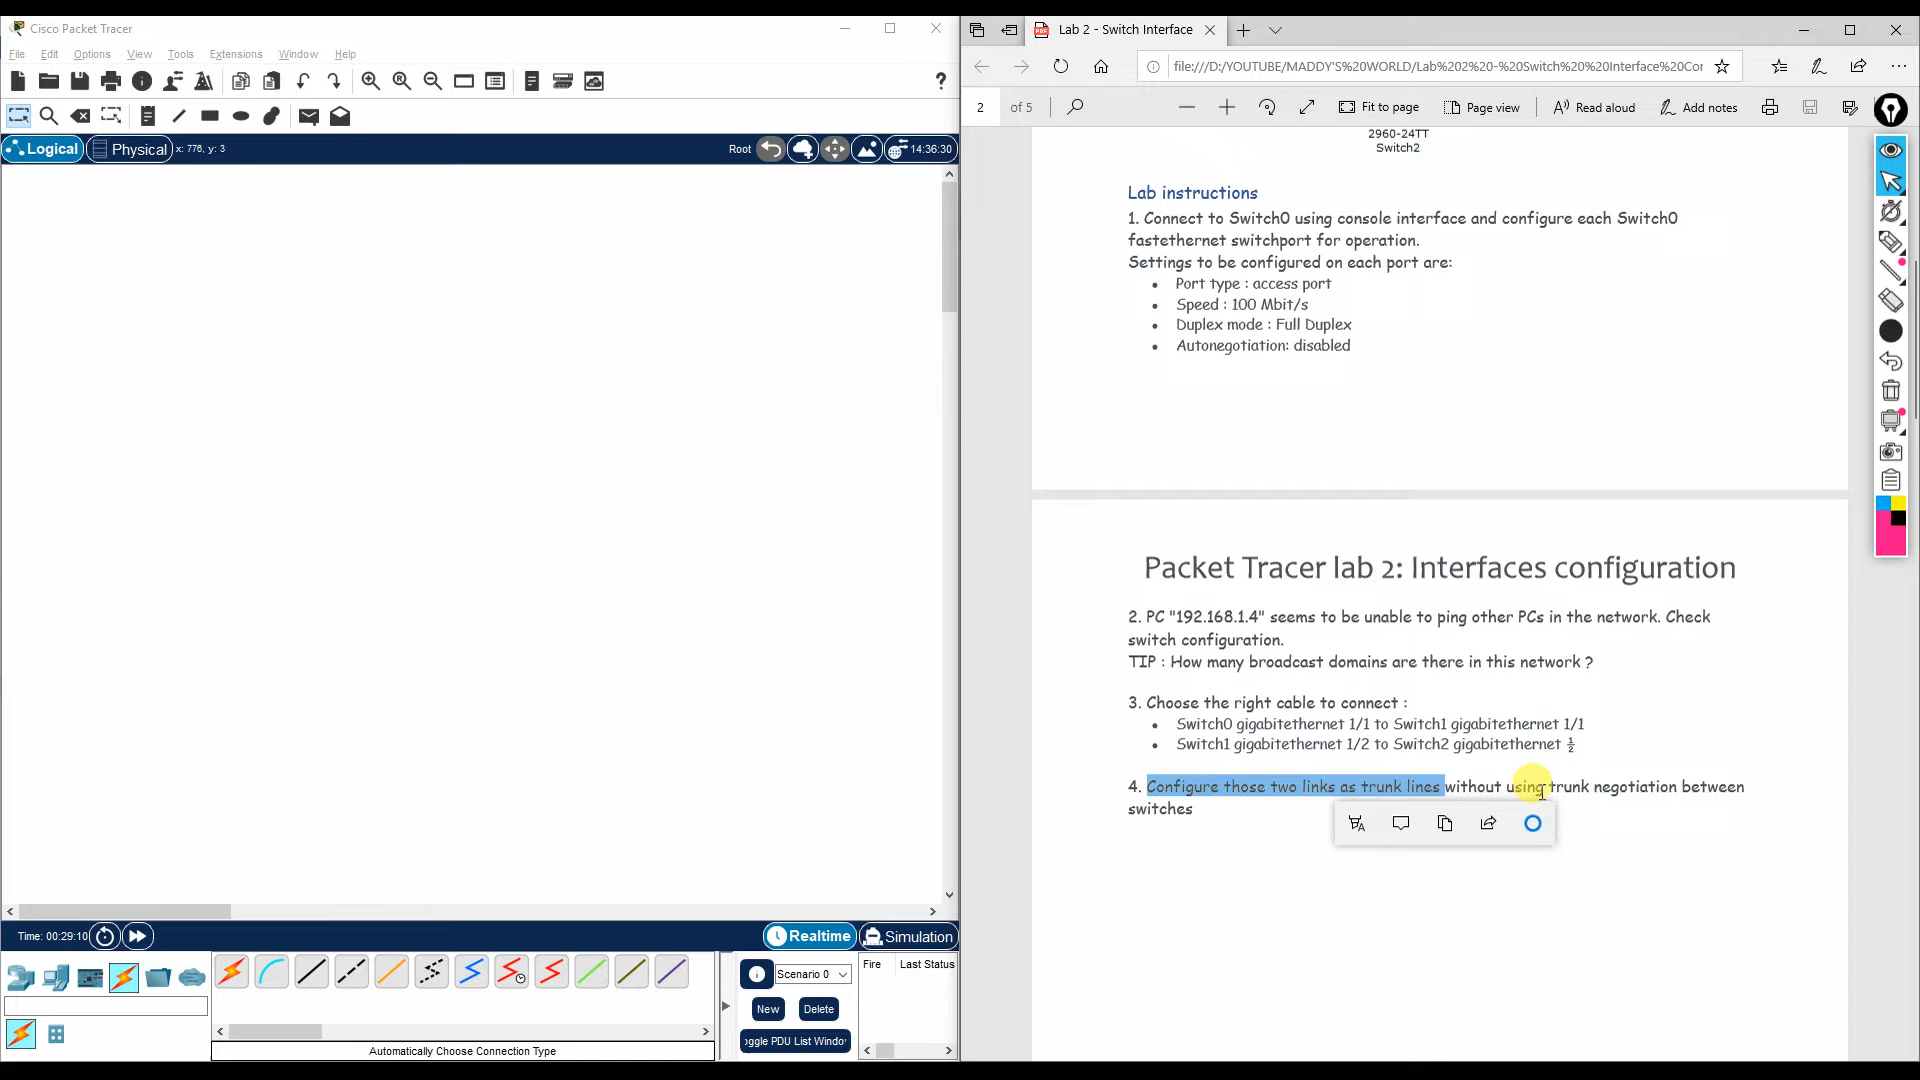 Cisco Packet Tracer
File Edit Options View Tools Extensions Window Help
?
Logical Physical x: 776, y: 3 Root 14:36:30
Time: 00:29:10 Realtime Simulation
Scenario 0
New Delete
oggle PDU List Windo
Fire Last Status
Automatically Choose Connection Type
Lab 2 - Switch Interface
file:///D:/YOUTUBE/MADDY'S%20WORLD/Lab%202%20-%20Switch%20%20Interface%20Cor
2 of 5 Fit to page Page view Read aloud Add notes
2960-24TT
Switch2
Lab instructions
1. Connect to Switch0 using console interface and configure each Switch0
fastethernet switchport for operation.
Settings to be configured on each port are:
• Port type : access port
• Speed : 100 Mbit/s
• Duplex mode : Full Duplex
• Autonegotiation: disabled
Packet Tracer lab 2: Interfaces configuration
2. PC "192.168.1.4" seems to be unable to ping other PCs in the network. Check
switch configuration.
TIP : How many broadcast domains are there in this network ?
3. Choose the right cable to connect :
• Switch0 gigabitethernet 1/1 to Switch1 gigabitethernet 1/1
• Switch1 gigabitethernet 1/2 to Switch2 gigabitethernet ½
4. Configure those two links as trunk lines without using trunk negotiation between
switches